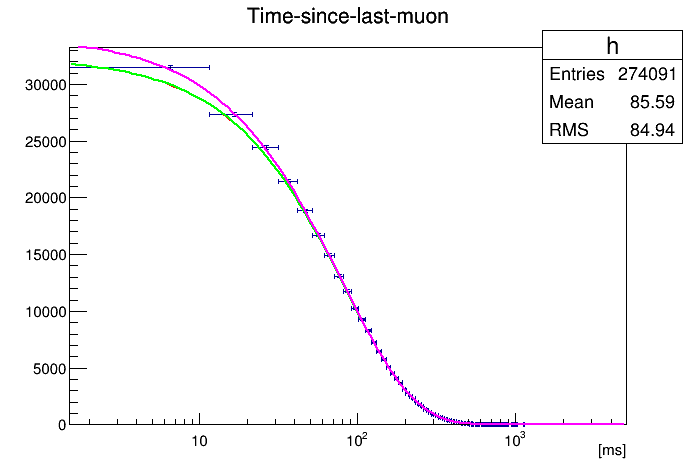 Time-since-last-muon
h
Entries 274091
Mean 85.59
RMS 84.94
30000
25000
20000
15000
10000
5000
0
10 10² 10³
[ms]